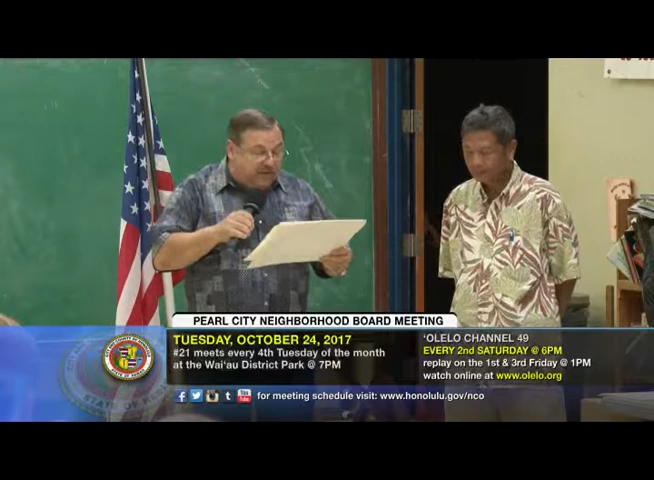 PEARL CITY NEIGHBORHOOD BOARD MEETING
TUESDAY, OCTOBER 24, 2017
#21 meets every 4th Tuesday of the month
at the Wai'au District Park @ 7PM
'OLELO CHANNEL 49
EVERY 2nd SATURDAY @ 6PM
replay on the 1st & 3rd Friday @ 1PM
watch online at www.olelo.org
for meeting schedule visit: www.honolulu.gov/nco